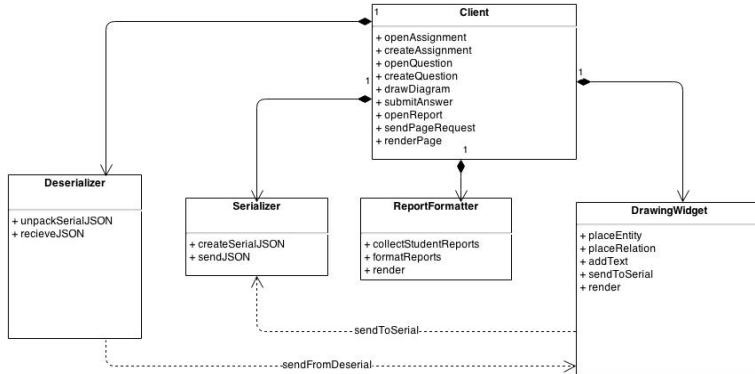 Client
+ openAssignment
+ createAssignment
+ openQuestion
+ createQuestion
+ drawDiagram
+ submitAnswer
+ openReport
+ sendPageRequest
+ renderPage
1
1
1
1
Deserializer
+ unpackSerialJSON
+ recieveJSON
Serializer
+ createSerialJSON
+ sendJSON
ReportFormatter
+ collectStudentReports
+ formatReports
+ render
DrawingWidget
+ placeEntity
+ placeRelation
+ addText
+ sendToSerial
+ render
sendToSerial
sendFromDeserial